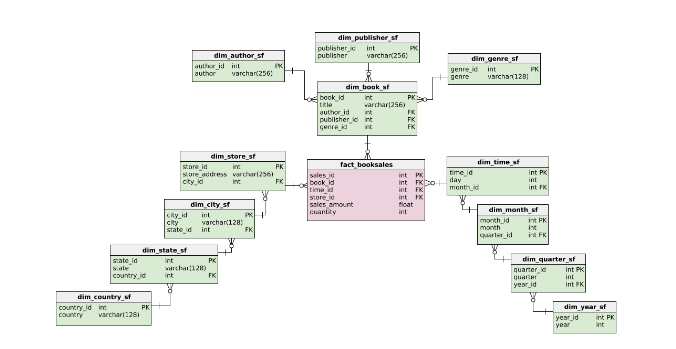 dim_publisher_sf
publisher_id int PK
publisher varchar(256)
dim_author_sf
author_id int PK
author varchar(256)
dim_genre_sf
genre_id int PK
genre varchar(128)
dim_book_sf
book_id int PK
title varchar(256)
author_id int FK
publisher_id int FK
genre_id int FK
dim_store_sf
store_id int PK
store_address varchar(256)
city_id int FK
fact_booksales
sales_id int PK
book_id int FK
time_id int FK
store_id int FK
sales_amount float
quantity int
dim_time_sf
time_id int PK
day int
month_id int FK
dim_city_sf
city_id int PK
city varchar(128)
state_id int FK
dim_month_sf
month_id int PK
month int
quarter_id int FK
dim_state_sf
state_id int PK
state varchar(128)
country_id int FK
dim_quarter_sf
quarter_id int PK
quarter int
year_id int FK
dim_country_sf
country_id int PK
country varchar(128)
dim_year_sf
year_id int PK
year int